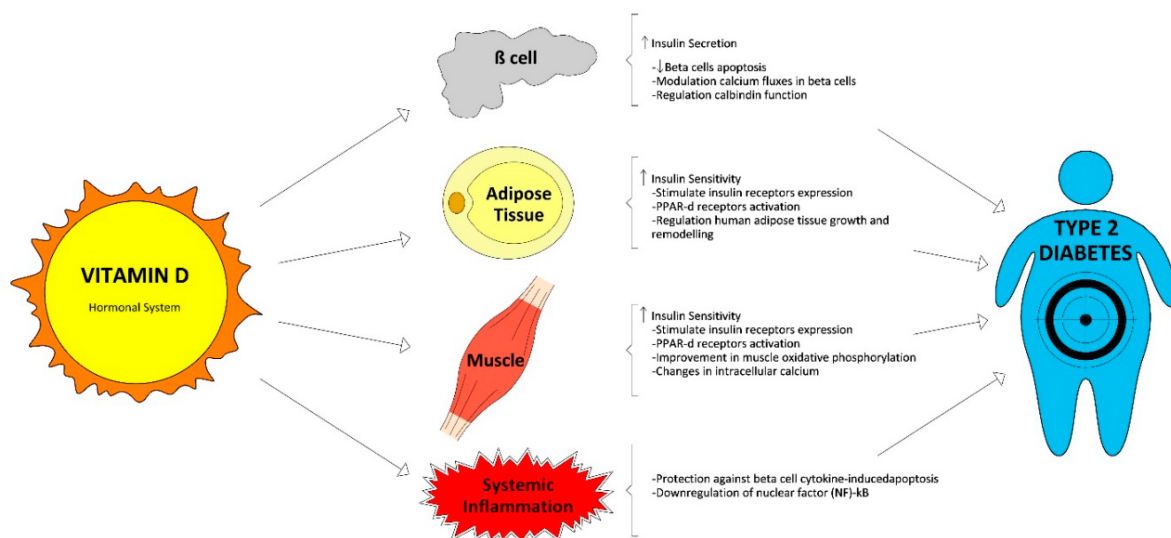 VITAMIN D
Hormonal System
ß cell
↑ Insulin Secretion
-↓Beta cells apoptosis
-Modulation calcium fluxes in beta cells
-Regulation calbindin function
Adipose
Tissue
↑ Insulin Sensitivity
-Stimulate insulin receptors expression
-PPAR-d receptors activation
-Regulation human adipose tissue growth and
remodelling
Muscle
↑ Insulin Sensitivity
-Stimulate insulin receptors expression
-PPAR-d receptors activation
-Improvement in muscle oxidative phosphorylation
-Changes in intracellular calcium
Systemic
Inflammation
-Protection against beta cell cytokine-inducedapoptosis
-Downregulation of nuclear factor (NF)-kB
TYPE 2
DIABETES